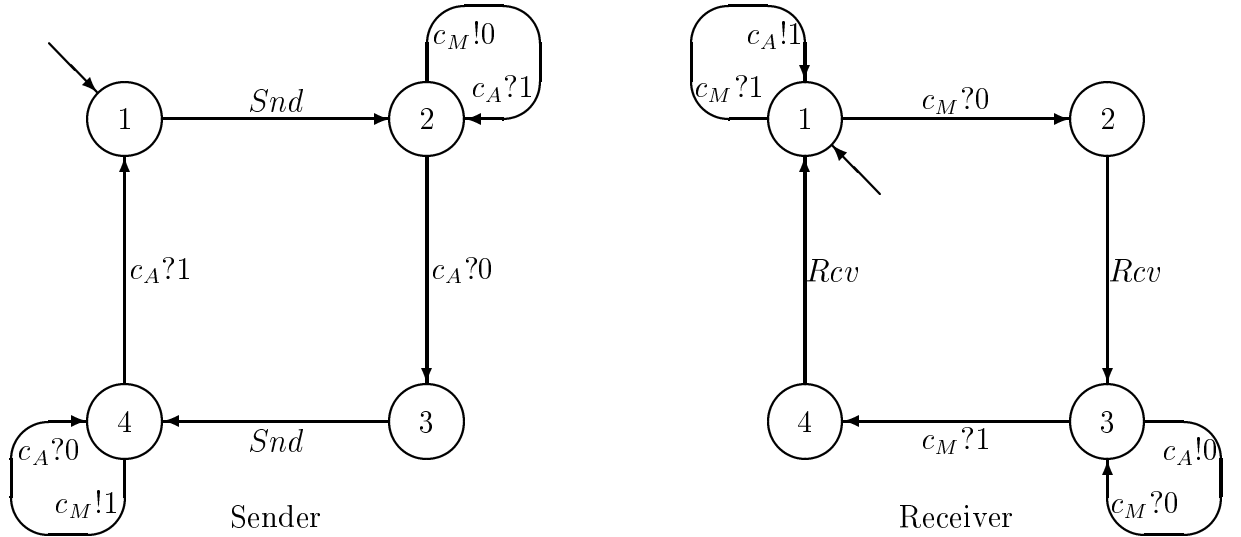 1
Snd
2
c_M!0
c_A?1
c_A?1
c_A?0
4
Snd
3
c_A?0
c_M!1
Sender
c_A!1
c_M?1
1
c_M?0
2
Rcv
Rcv
4
c_M?1
3
c_A!0
c_M?0
Receiver